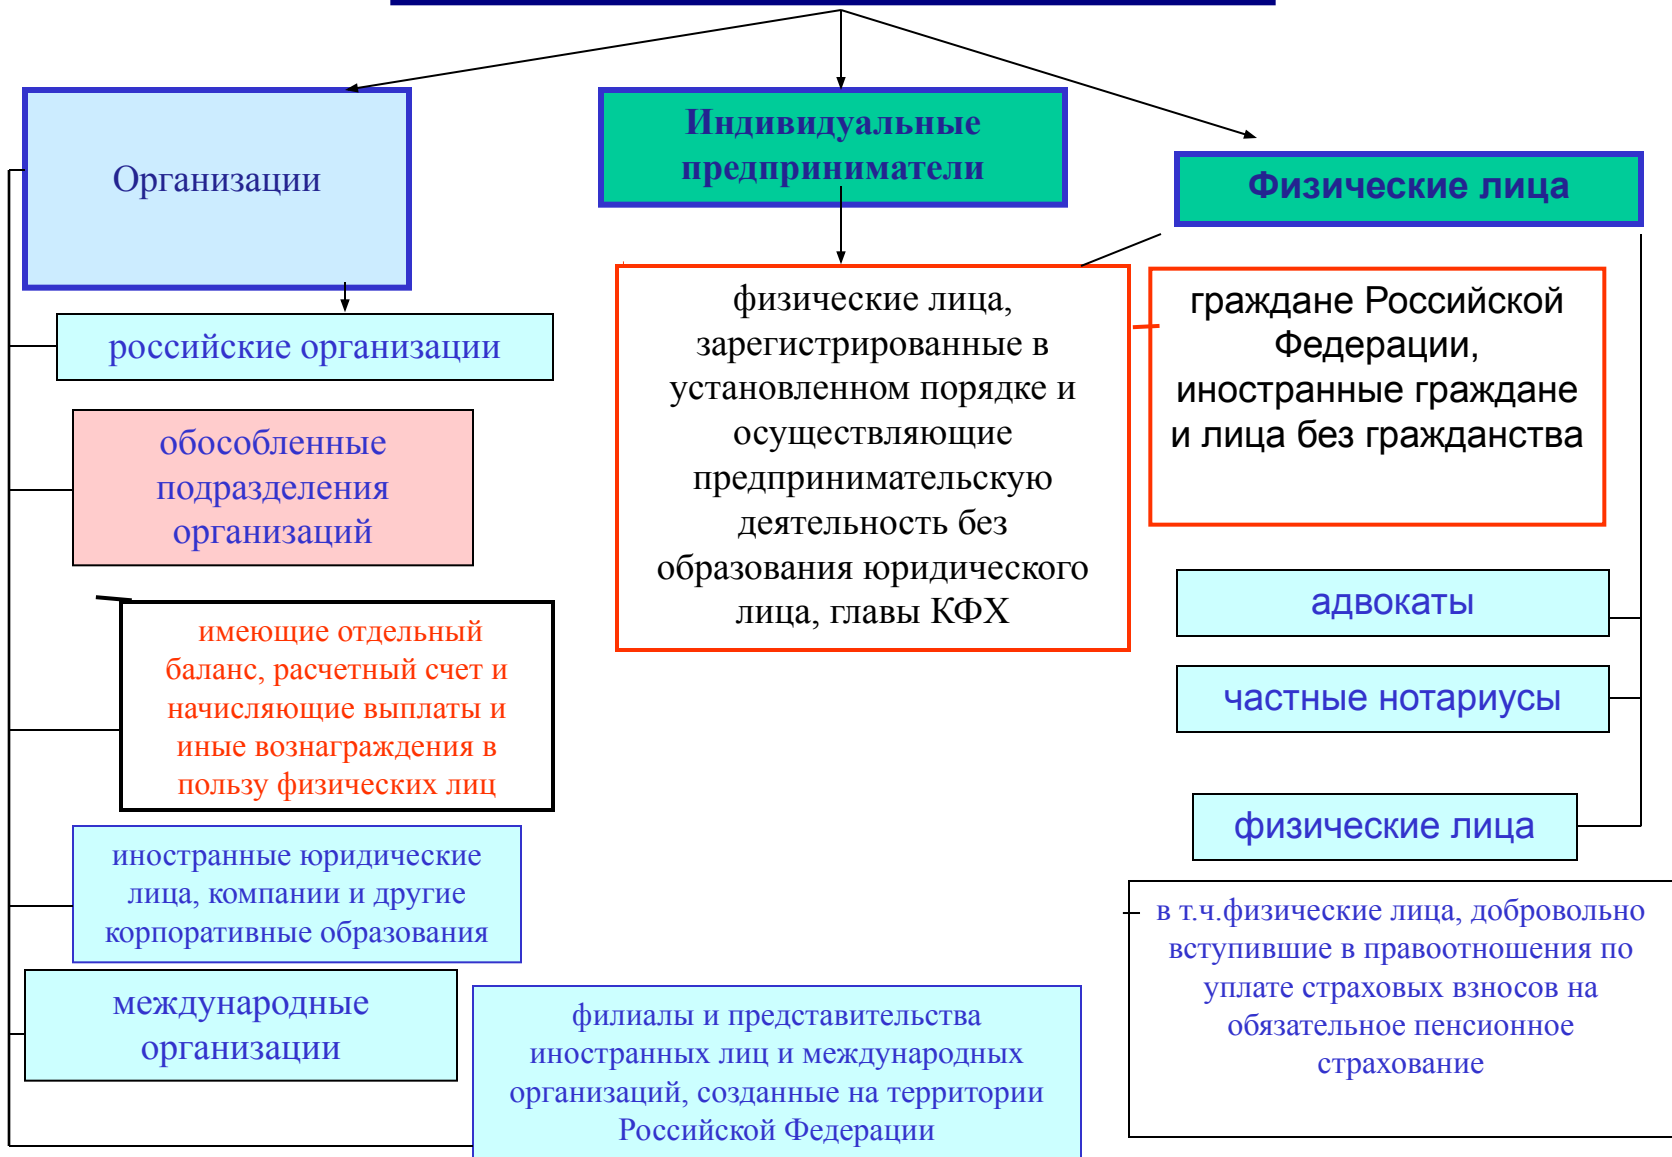 Организации
российские организации
обособленные
подразделения
организаций
имеющие отдельный
баланс, расчетный счет и
начисляющие выплаты и
иные вознаграждения в
пользу физических лиц
иностранные юридические
лица, компании и другие
корпоративные образования
международные
организации
филиалы и представительства
иностранных лиц и международных
организаций, созданные на территории
Российской Федерации
Индивидуальные
предприниматели
физические лица,
зарегистрированные в
установленном порядке и
осуществляющие
предпринимательскую
деятельность без
образования юридического
лица, главы КФХ
Физические лица
граждане Российской
Федерации,
иностранные граждане
и лица без гражданства
адвокаты
частные нотариусы
физические лица
в т.ч.физические лица, добровольно
вступившие в правоотношения по
уплате страховых взносов на
обязательное пенсионное
страхование